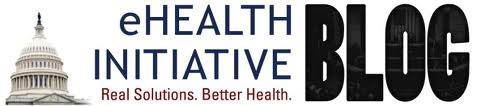 eHEALTH
INITIATIVE
Real Solutions. Better Health.
BLOG